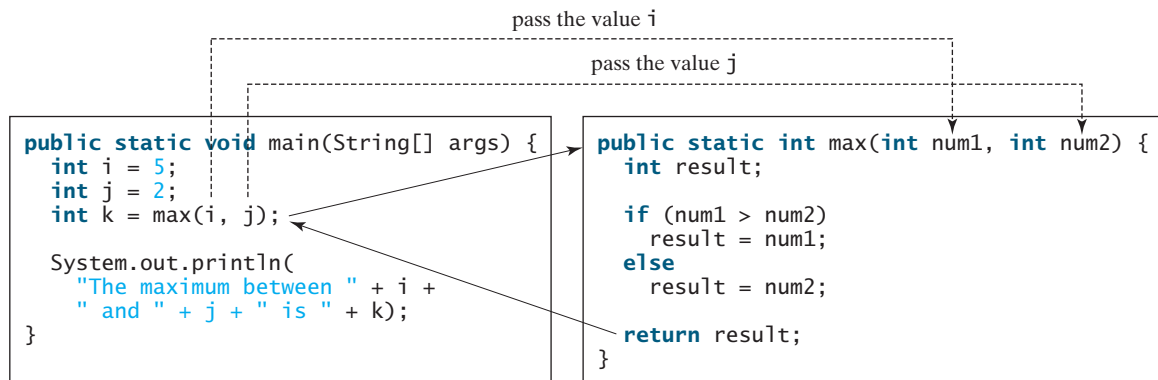 pass the value i
pass the value j
public static void main(String[] args) {
int i = 5;
int j = 2;
int k = max(i, j);
System.out.println(
"The maximum between " + i +
" and " + j + " is " + k);
}
public static int max(int num1, int num2) {
int result;
if (num1 > num2)
result = num1;
else
result = num2;
return result;
}